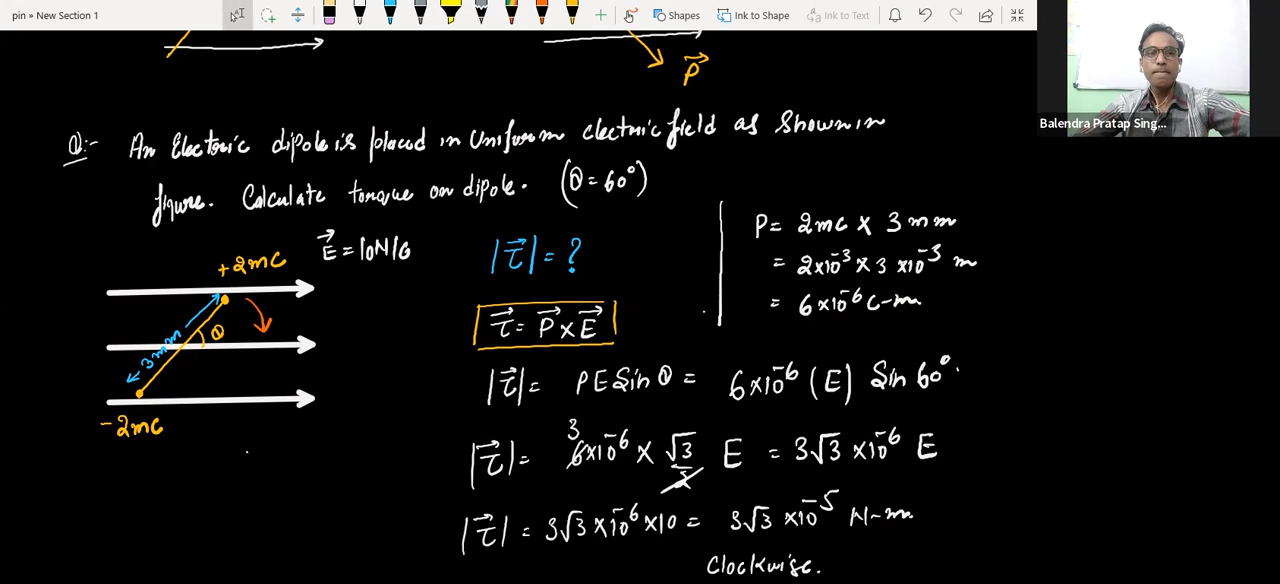 pin » New Section 1
Shapes
Ink to Shape
Ink to Text
P
Balendra Pratap Sing...
Q:- An Electric dipole is placed in Uniform electric field as shown in
figure. Calculate torque on dipole. (θ = 60°)
E = 10N/C
+2mC
3mm
θ
-2mC
|τ| = ?
τ = P × E
|τ| = PE Sin θ = 6×10⁻⁶ (E) Sin 60°.
|τ| = 6×10⁻⁶ × √3/2 E = 3√3 ×10⁻⁶ E
3
|τ| = 3√3 ×10⁻⁶ ×10 = 3√3 ×10⁻⁵ N-m
Clockwise.
P = 2mC × 3mm
= 2×10⁻³ × 3×10⁻³ m
= 6×10⁻⁶ C-m